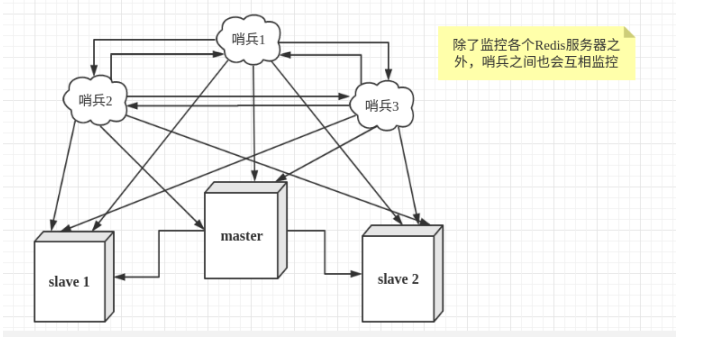 哨兵1
除了监控各个Redis服务器之
外，哨兵之间也会互相监控
哨兵2
哨兵3
master
slave 1
slave 2